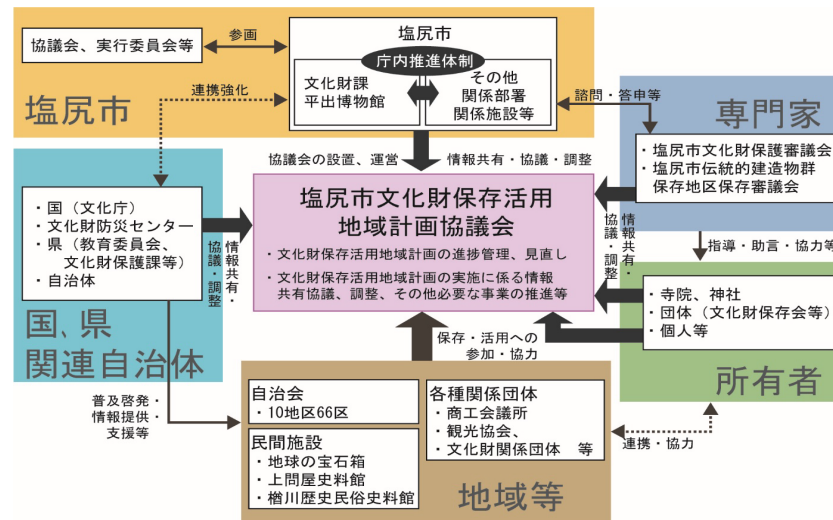 協議会、実行委員会等
参画
塩尻市
庁内推進体制
文化財課
平出博物館
その他
関係部署
関係施設等
連携強化
塩尻市
諮問・答申等
専門家
・塩尻市文化財保護審議会
・塩尻市伝統的建造物群
保存地区保存審議会
協議会の設置、運営
情報共有・協議・調整
・国（文化庁）
・文化財防災センター
・県（教育委員会、
文化財保護課等）
・自治体
情報共有・
協議・調整
国、県
関連自治体
塩尻市文化財保存活用
地域計画協議会
・文化財保存活用地域計画の進捗管理、見直し
・文化財保存活用地域計画の実施に係る情報
共有協議、調整、その他必要な事業の推進等
情報共有・
協議・調整
指導・助言・協力等
・寺院、神社
・団体（文化財保存会等）
・個人等
所有者
保存・活用への
参加・協力
普及啓発・
情報提供・
支援等
自治会
・10地区66区
民間施設
・地球の宝石箱
・上問屋史料館
・楢川歴史民俗史料館
各種関係団体
・商工会議所
・観光協会、
・文化財関係団体　等
連携・協力
地域等